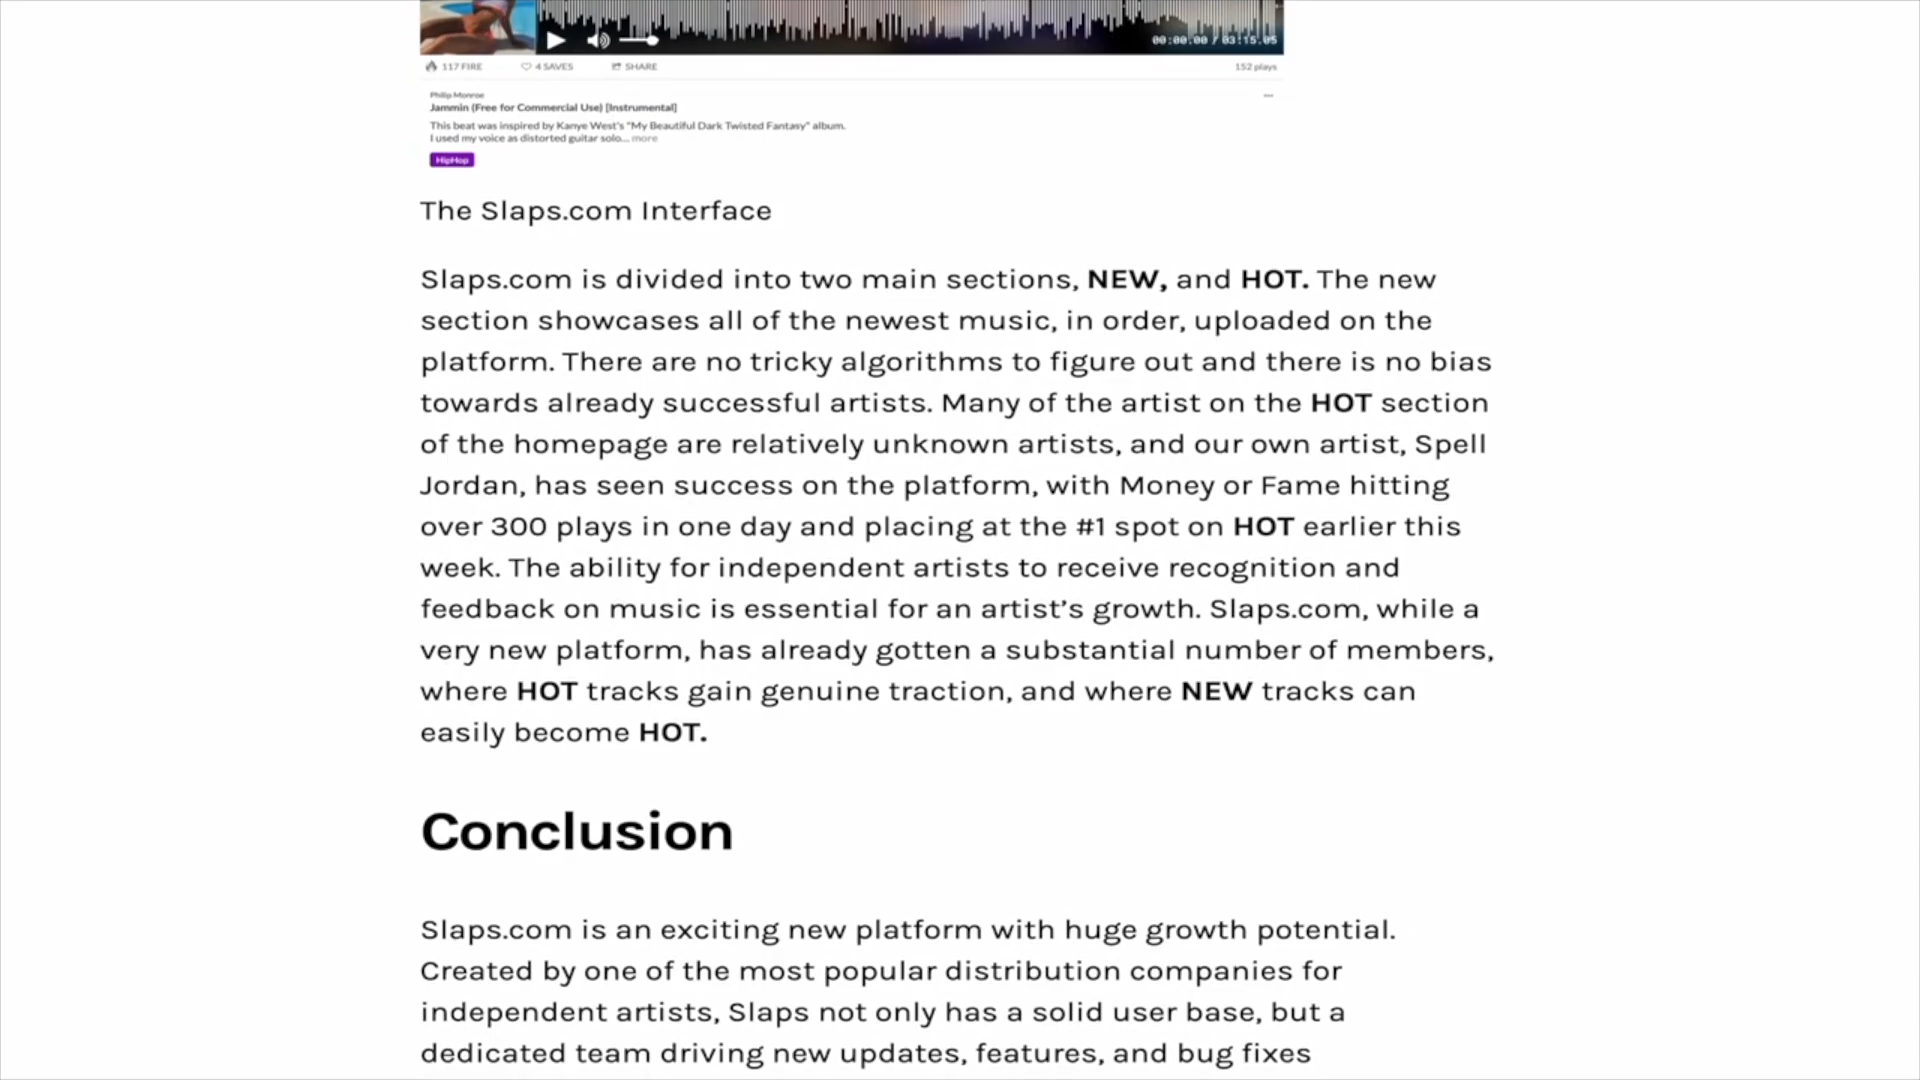 00:00.00 / 03:15.05
117 FIRE 4 SAVES SHARE 152 plays
Philip Monroe
Jammin (Free for Commercial Use) [Instrumental]
This beat was inspired by Kanye West's "My Beautiful Dark Twisted Fantasy" album.
I used my voice as distorted guitar solo... more
HipHop
The Slaps.com Interface
Slaps.com is divided into two main sections, NEW, and HOT. The new
section showcases all of the newest music, in order, uploaded on the
platform. There are no tricky algorithms to figure out and there is no bias
towards already successful artists. Many of the artist on the HOT section
of the homepage are relatively unknown artists, and our own artist, Spell
Jordan, has seen success on the platform, with Money or Fame hitting
over 300 plays in one day and placing at the #1 spot on HOT earlier this
week. The ability for independent artists to receive recognition and
feedback on music is essential for an artist’s growth. Slaps.com, while a
very new platform, has already gotten a substantial number of members,
where HOT tracks gain genuine traction, and where NEW tracks can
easily become HOT.
Conclusion
Slaps.com is an exciting new platform with huge growth potential.
Created by one of the most popular distribution companies for
independent artists, Slaps not only has a solid user base, but a
dedicated team driving new updates, features, and bug fixes